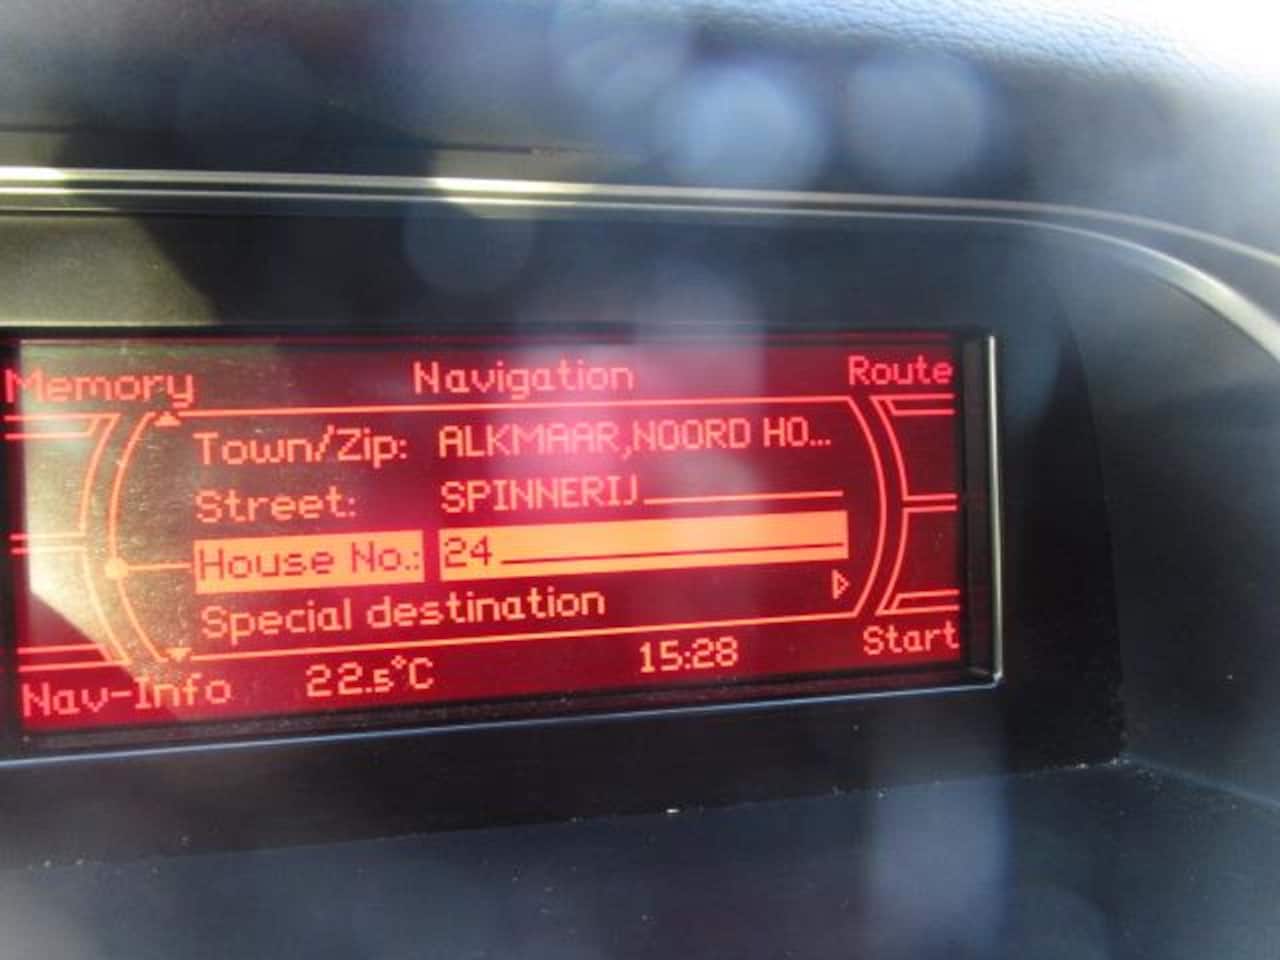 Memory Navigation Route
Town/Zip: ALKMAAR,NOORD HO...
Street: SPINNERIJ
House No.: 24
Special destination
Nav-Info 22.5°C 15:28 Start